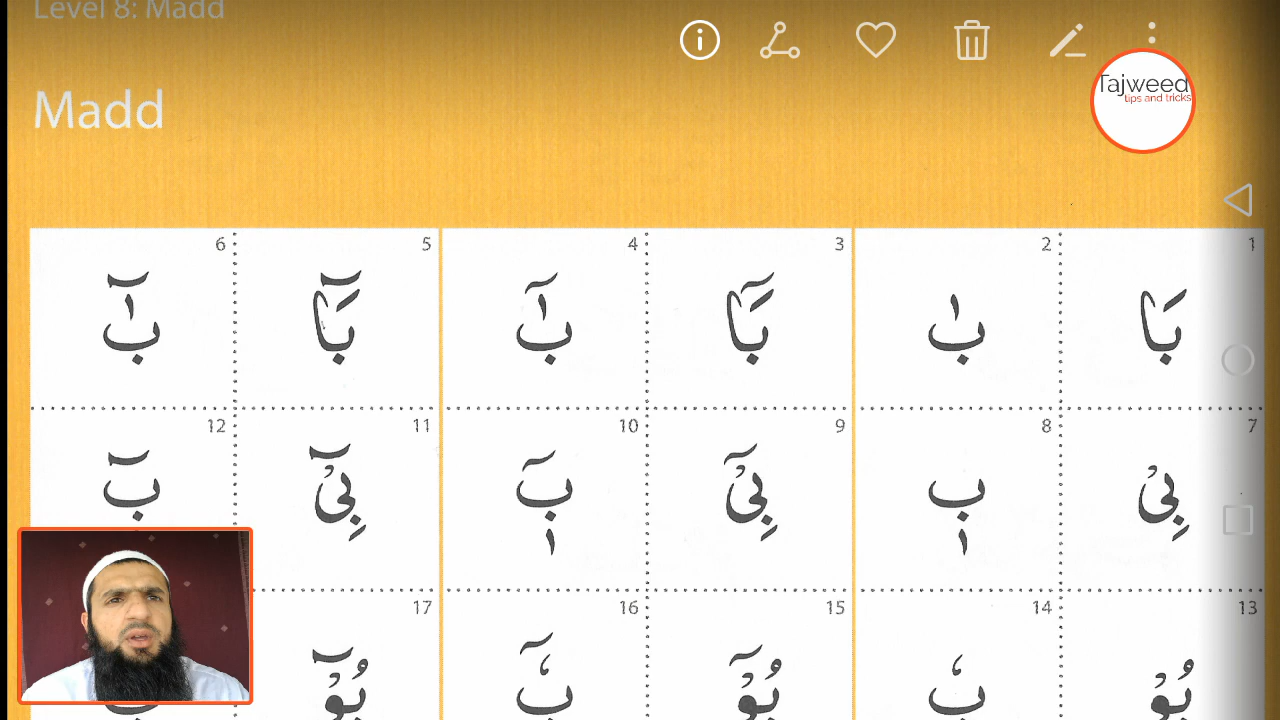 Level 8: Madd
Madd
Tajweed
tips and tricks
1 2 3 4 5 6
بَا بٰ بَآ بٰٓ بَآ بٰٓ
7 8 9 10 11 12
بِىْ بٖ بِىْٓ بٖٓ بِىْٓ بٖٓ
13 14 15 16 17
بُوْ بٗ بُوْٓ بٗٓ بُوْٓ